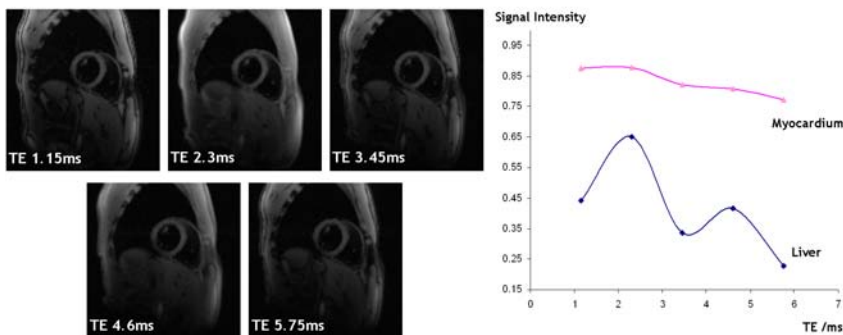 TE 1.15ms
TE 2.3ms
TE 3.45ms
TE 4.6ms
TE 5.75ms
Signal Intensity
0.95
0.85
0.75
0.65
0.55
0.45
0.35
0.25
0.15
Myocardium
Liver
0 1 2 3 4 5 6 7
TE /ms